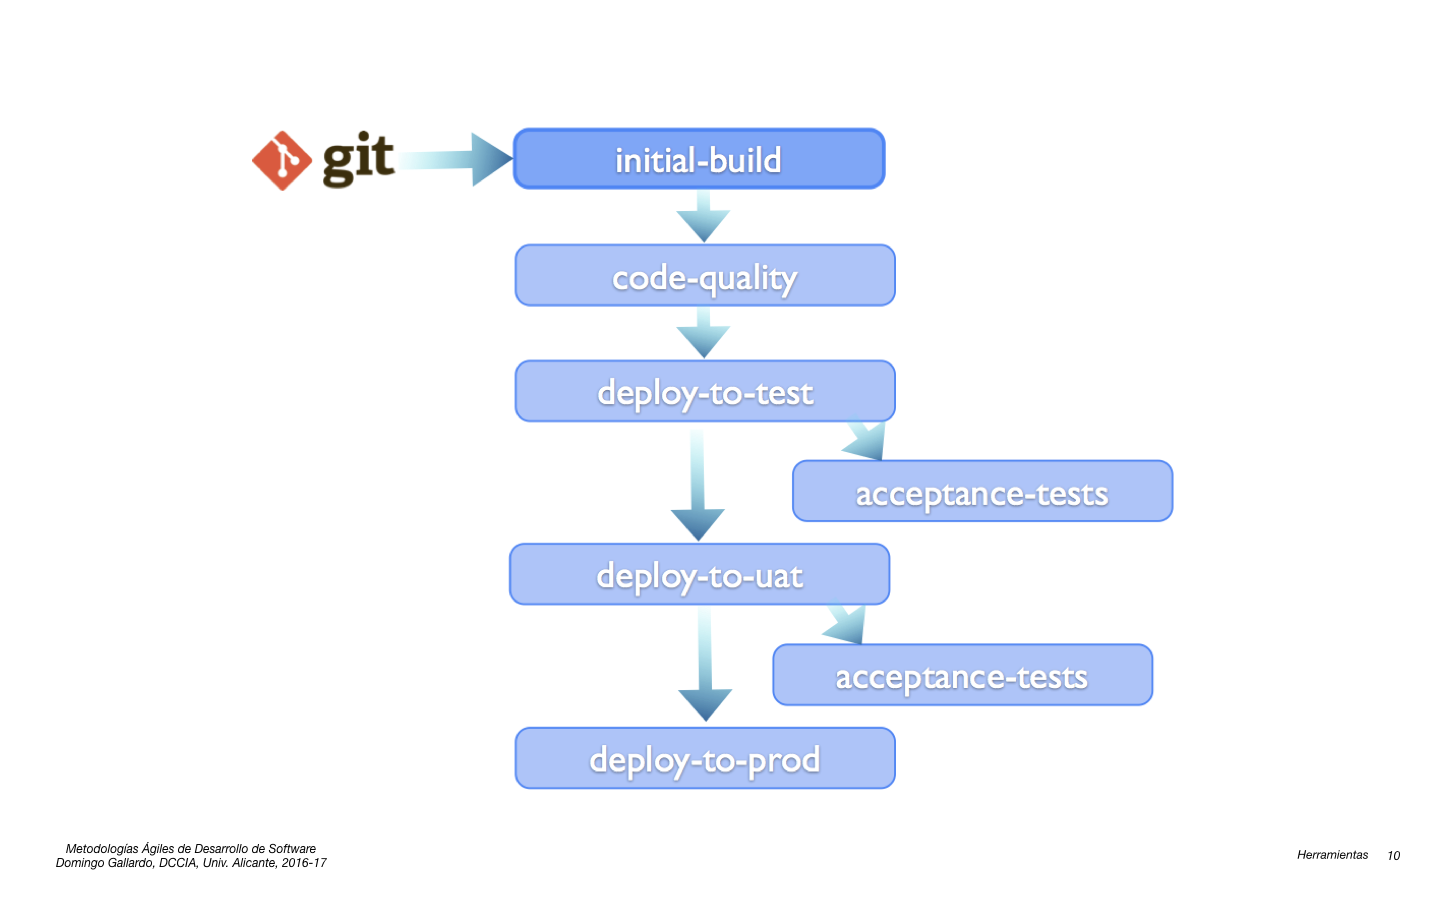 git
initial-build
code-quality
deploy-to-test
acceptance-tests
deploy-to-uat
acceptance-tests
deploy-to-prod
Metodologías Ágiles de Desarrollo de Software
Domingo Gallardo, DCCIA, Univ. Alicante, 2016-17
Herramientas 10